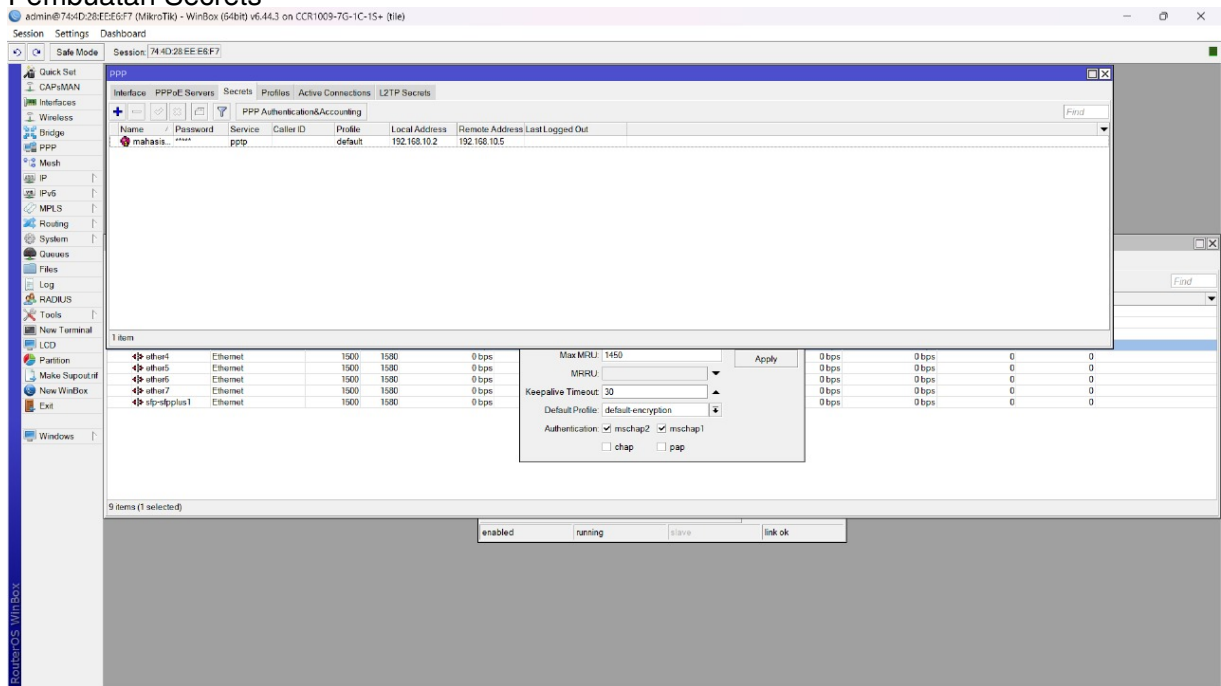 Pembuatan Secrets
admin@74:4D:28:EE:E6:F7 (MikroTik) - WinBox (64bit) v6.44.3 on CCR1009-7G-1C-1S+ (tile)
Session Settings Dashboard
Safe Mode Session: 74:4D:28:EE:E6:F7
Quick Set
CAPsMAN
Interfaces
Wireless
Bridge
PPP
Mesh
IP
IPv6
MPLS
Routing
System
Queues
Files
Log
RADIUS
Tools
New Terminal
LCD
Partition
Make Supout.rif
New WinBox
Exit
Windows
RouterOS WinBox
PPP
Interface PPPoE Servers Secrets Profiles Active Connections L2TP Secrets
PPP Authentication&Accounting Find
Name Password Service Caller ID Profile Local Address Remote Address Last Logged Out
mahasis... ***** pptp default 192.168.10.2 192.168.10.5
1 item
Find
ether4 Ethernet 1500 1580 0 bps Max MRU: 1450 Apply 0 bps 0 bps 0 0
ether5 Ethernet 1500 1580 0 bps MRRU: 0 bps 0 bps 0 0
ether6 Ethernet 1500 1580 0 bps Keepalive Timeout: 30 0 bps 0 bps 0 0
ether7 Ethernet 1500 1580 0 bps 0 bps 0 bps 0 0
sfp-sfpplus1 Ethernet 1500 1580 0 bps Default Profile: default-encryption 0 bps 0 bps 0 0
Authentication: mschap2 mschap1
chap pap
9 items (1 selected)
enabled running slave link ok